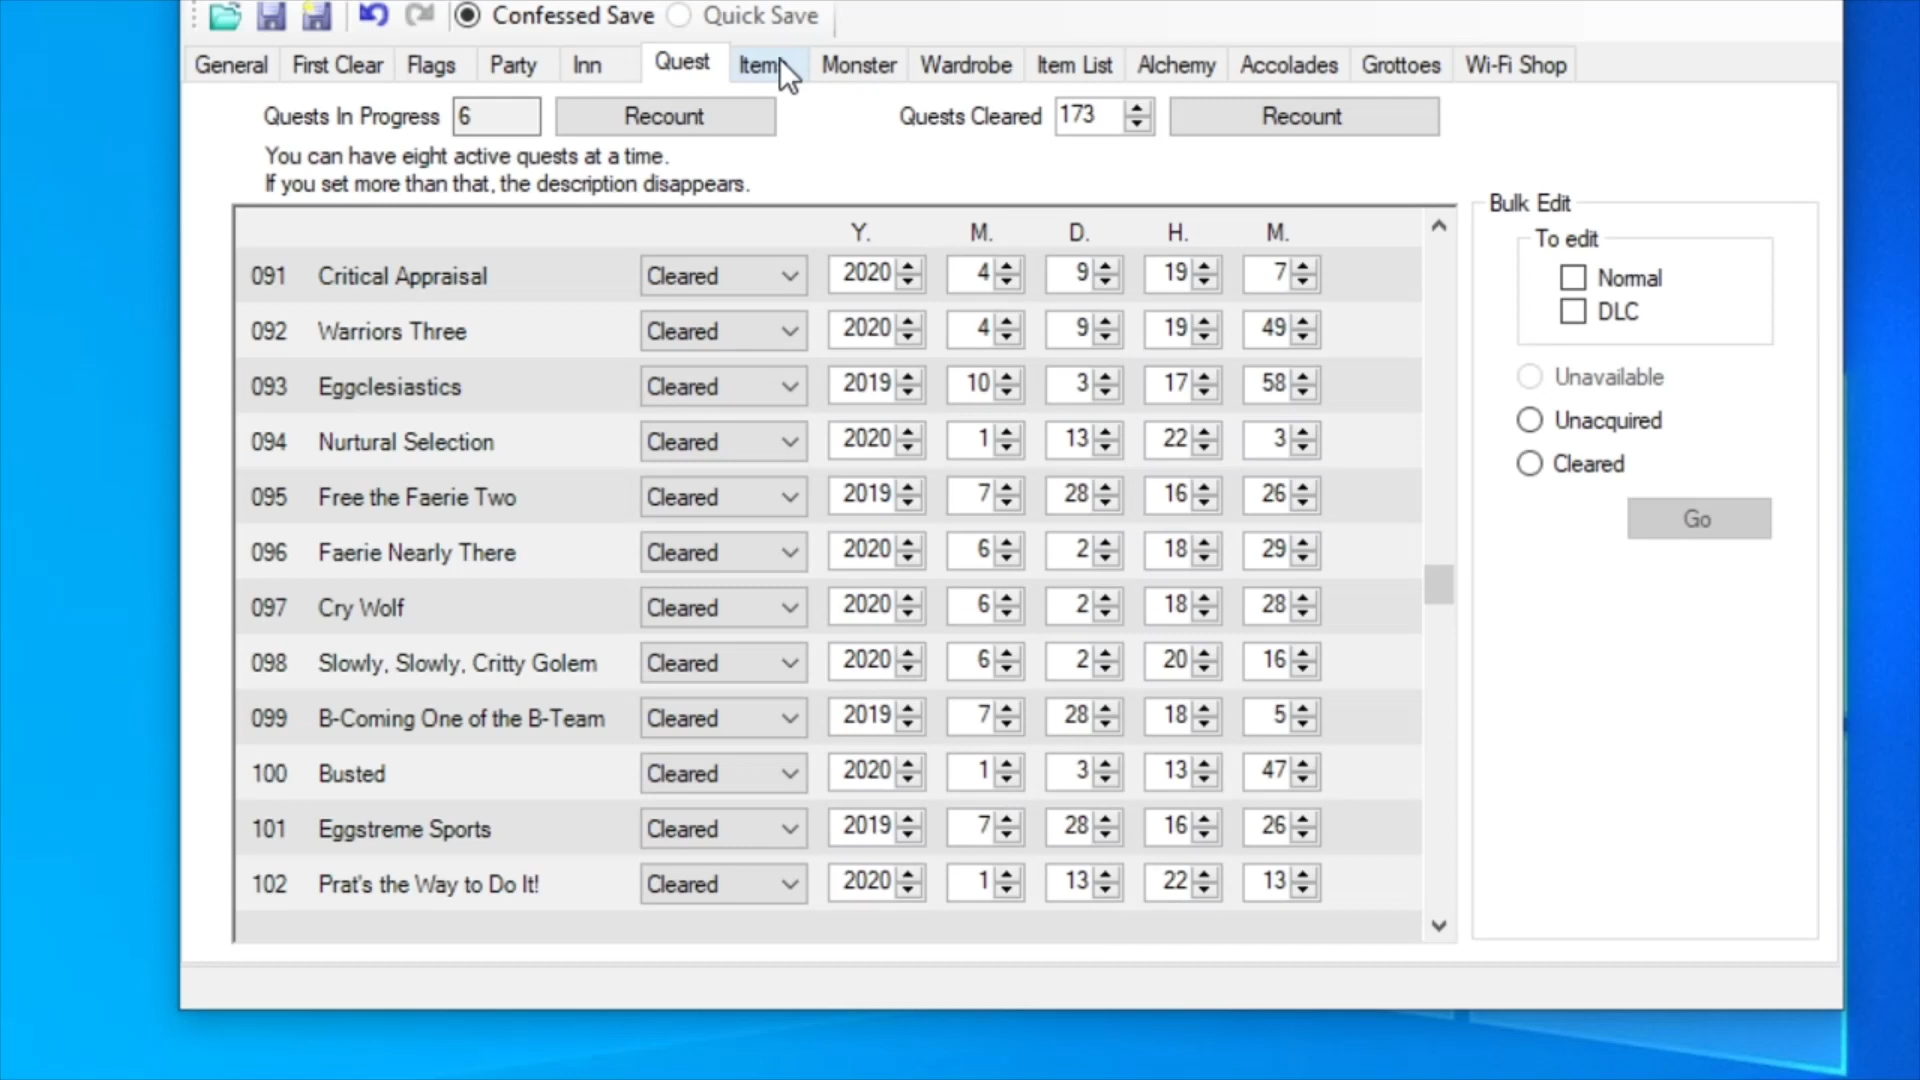 Confessed Save Quick Save
General First Clear Flags Party Inn Quest Item Monster Wardrobe Item List Alchemy Accolades Grottoes Wi-Fi Shop
Quests In Progress 6 Recount Quests Cleared 173 Recount
You can have eight active quests at a time.
If you set more than that, the description disappears.
Y. M. D. H. M.
091 Critical Appraisal Cleared 2020 4 9 19 7
092 Warriors Three Cleared 2020 4 9 19 49
093 Eggclesiastics Cleared 2019 10 3 17 58
094 Nurtural Selection Cleared 2020 1 13 22 3
095 Free the Faerie Two Cleared 2019 7 28 16 26
096 Faerie Nearly There Cleared 2020 6 2 18 29
097 Cry Wolf Cleared 2020 6 2 18 28
098 Slowly, Slowly, Critty Golem Cleared 2020 6 2 20 16
099 B-Coming One of the B-Team Cleared 2019 7 28 18 5
100 Busted Cleared 2020 1 3 13 47
101 Eggstreme Sports Cleared 2019 7 28 16 26
102 Prat's the Way to Do It! Cleared 2020 1 13 22 13
Bulk Edit
To edit
Normal
DLC
Unavailable
Unacquired
Cleared
Go